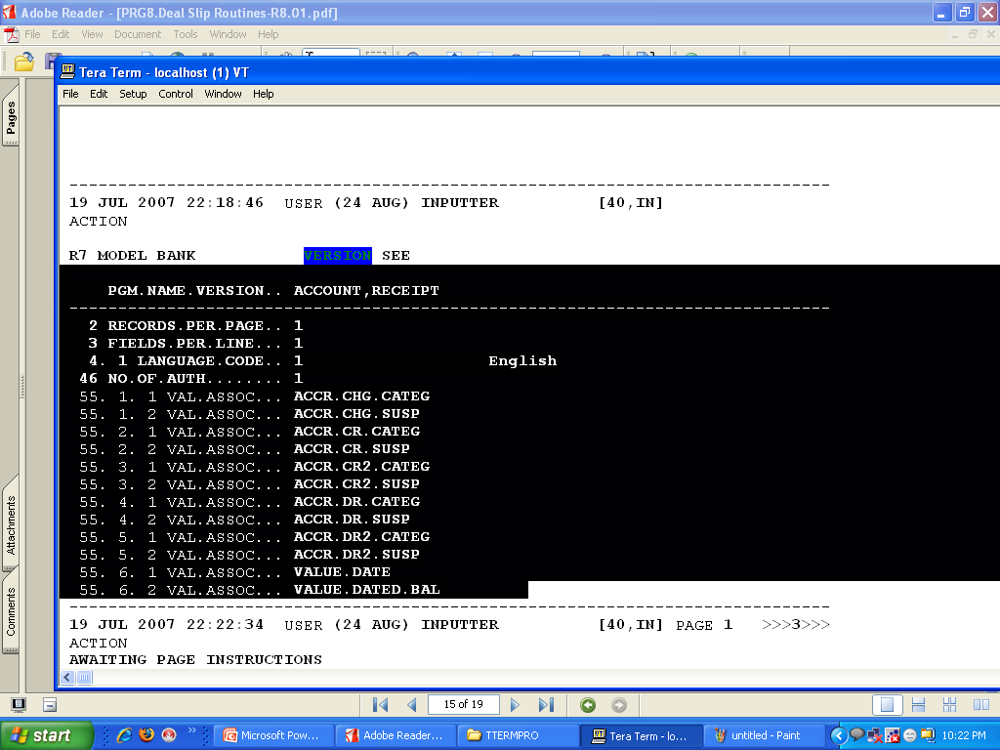 Adobe Reader - [PRG8.Deal Slip Routines-R8.01.pdf]
File Edit View Document Tools Window Help
Tera Term - localhost (1) VT
File Edit Setup Control Window Help
Pages
19 JUL 2007 22:18:46 USER (24 AUG) INPUTTER [40,IN]
ACTION
R7 MODEL BANK VERSION SEE
PGM.NAME.VERSION.. ACCOUNT,RECEIPT
2 RECORDS.PER.PAGE.. 1
3 FIELDS.PER.LINE... 1
4. 1 LANGUAGE.CODE.. 1 English
46 NO.OF.AUTH........ 1
55. 1. 1 VAL.ASSOC... ACCR.CHG.CATEG
55. 1. 2 VAL.ASSOC... ACCR.CHG.SUSP
55. 2. 1 VAL.ASSOC... ACCR.CR.CATEG
55. 2. 2 VAL.ASSOC... ACCR.CR.SUSP
55. 3. 1 VAL.ASSOC... ACCR.CR2.CATEG
55. 3. 2 VAL.ASSOC... ACCR.CR2.SUSP
55. 4. 1 VAL.ASSOC... ACCR.DR.CATEG
55. 4. 2 VAL.ASSOC... ACCR.DR.SUSP
55. 5. 1 VAL.ASSOC... ACCR.DR2.CATEG
55. 5. 2 VAL.ASSOC... ACCR.DR2.SUSP
55. 6. 1 VAL.ASSOC... VALUE.DATE
55. 6. 2 VAL.ASSOC... VALUE.DATED.BAL
Attachments
Comments
19 JUL 2007 22:22:34 USER (24 AUG) INPUTTER [40,IN] PAGE 1 >>>3>>>
ACTION
AWAITING PAGE INSTRUCTIONS
15 of 19
start Microsoft Pow... Adobe Reader... TTERMPRO Tera Term - lo... untitled - Paint 10:22 PM